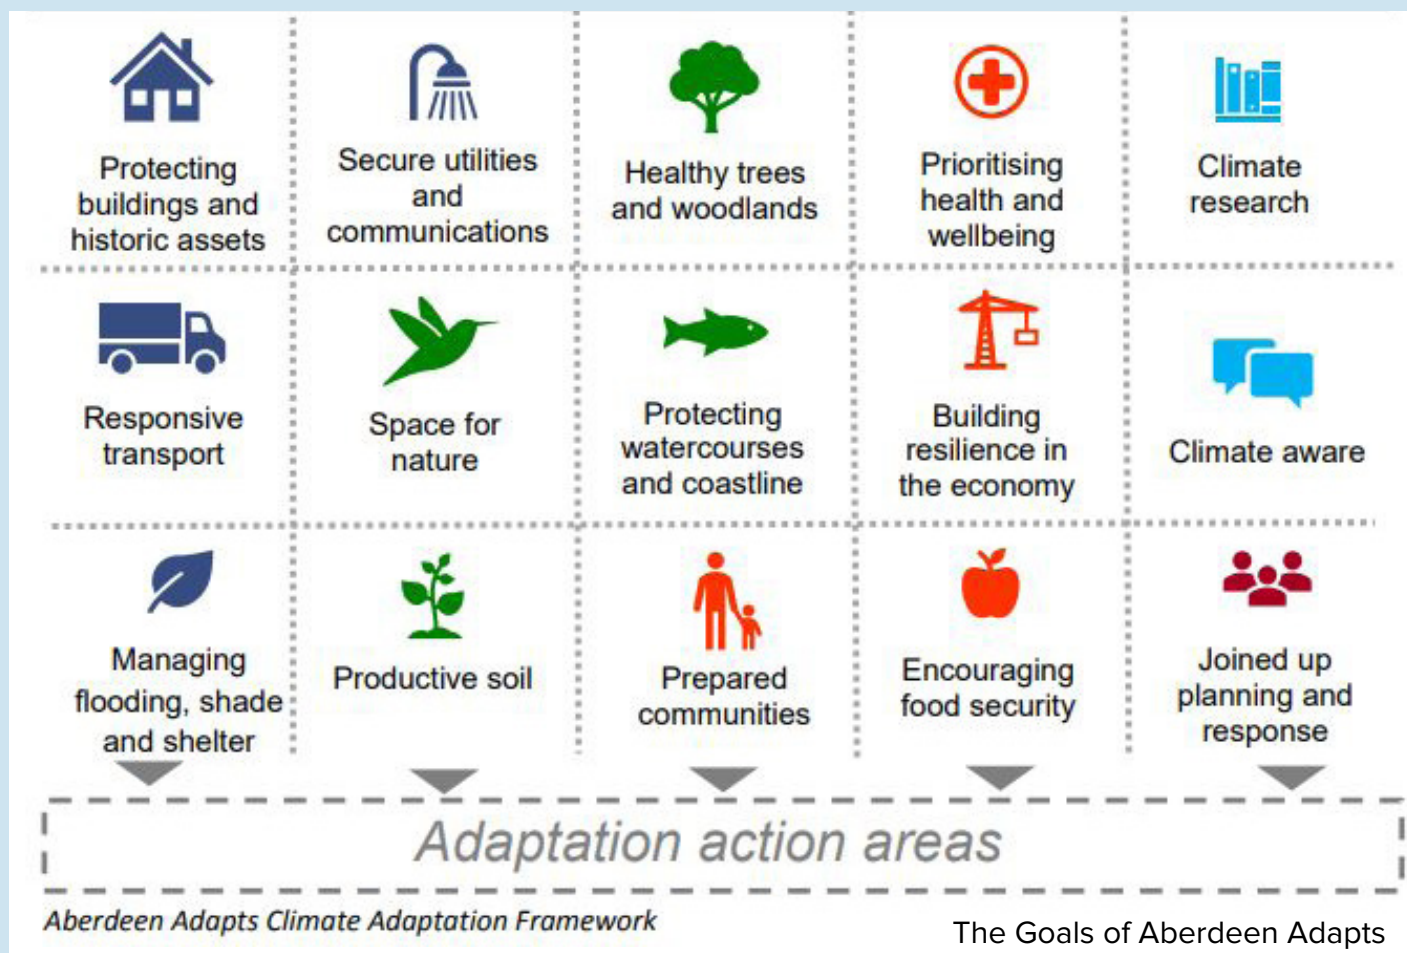 Protecting
buildings and
historic assets
Secure utilities
and
communications
Healthy trees
and woodlands
Prioritising
health and
wellbeing
Climate
research
Responsive
transport
Space for
nature
Protecting
watercourses
and coastline
Building
resilience in
the economy
Climate aware
Managing
flooding, shade
and shelter
Productive soil
Prepared
communities
Encouraging
food security
Joined up
planning and
response
Adaptation action areas
Aberdeen Adapts Climate Adaptation Framework
The Goals of Aberdeen Adapts